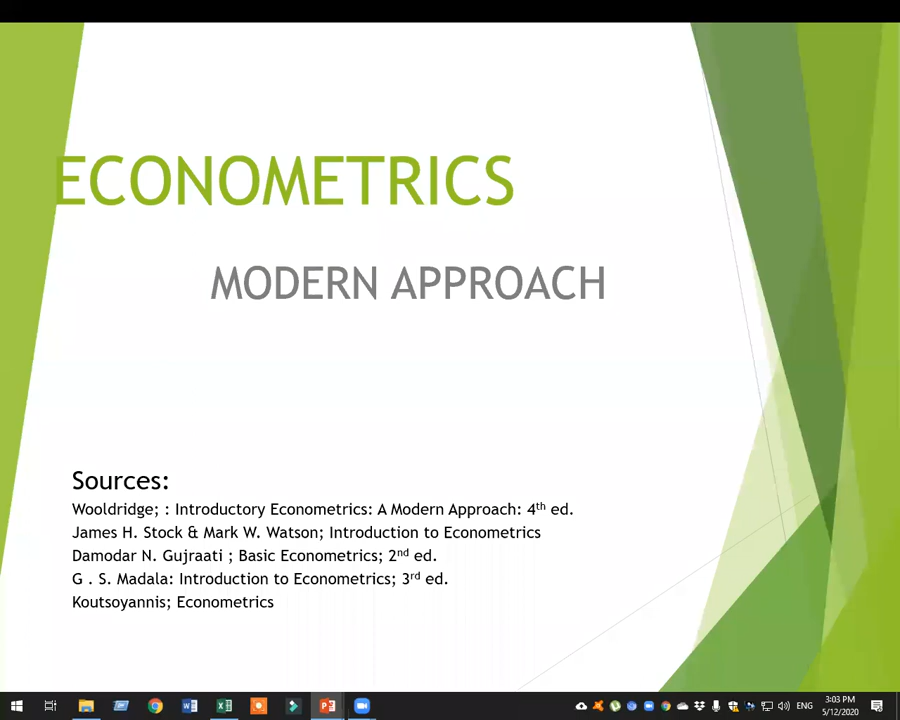 ECONOMETRICS
MODERN APPROACH
Sources:
Wooldridge; : Introductory Econometrics: A Modern Approach: 4th ed.
James H. Stock & Mark W. Watson; Introduction to Econometrics
Damodar N. Gujraati ; Basic Econometrics; 2nd ed.
G . S. Madala: Introduction to Econometrics; 3rd ed.
Koutsoyannis; Econometrics
ENG
3:03 PM
5/12/2020